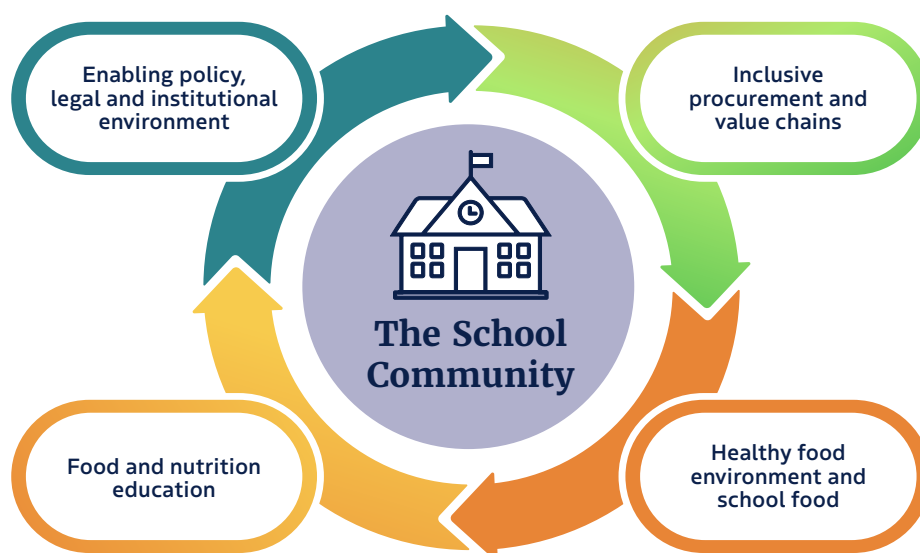 Enabling policy,
legal and institutional
environment
Inclusive
procurement and
value chains
The School
Community
Food and nutrition
education
Healthy food
environment and
school food